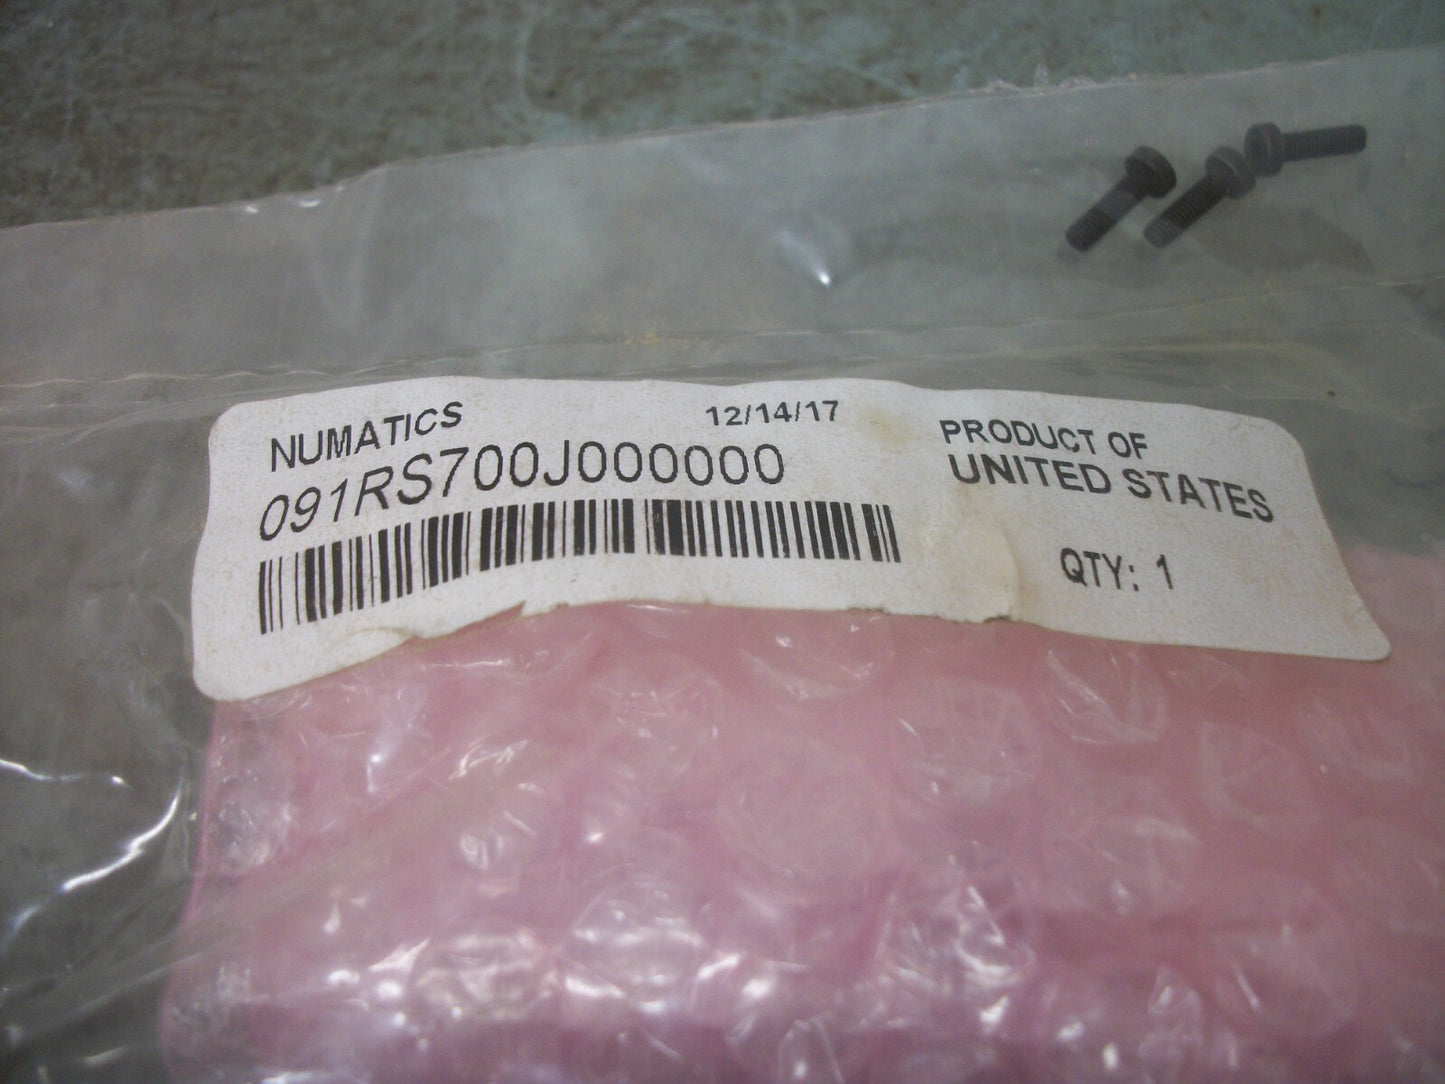 NUMATICS
12/14/17
091RS700J000000
PRODUCT OF
UNITED STATES
QTY: 1